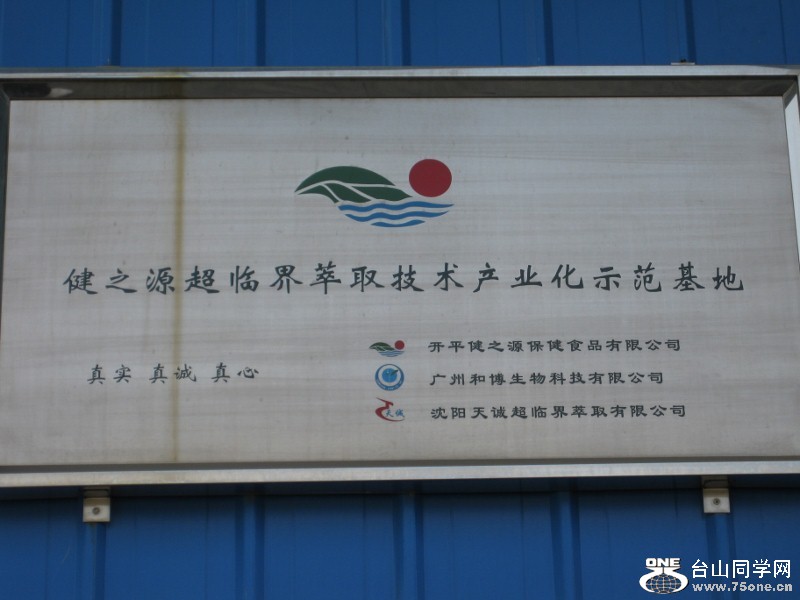 健之源超临界萃取技术产业化示范基地
真实 真诚 真心
开平健之源保健食品有限公司
广州和博生物科技有限公司
天诚
沈阳天诚超临界萃取有限公司
ONE
台山同学网
www.75one.cn